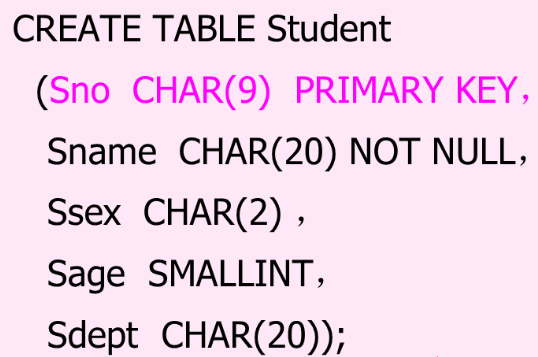 CREATE TABLE Student
(Sno CHAR(9) PRIMARY KEY，
Sname CHAR(20) NOT NULL，
Ssex CHAR(2) ，
Sage SMALLINT，
Sdept CHAR(20));